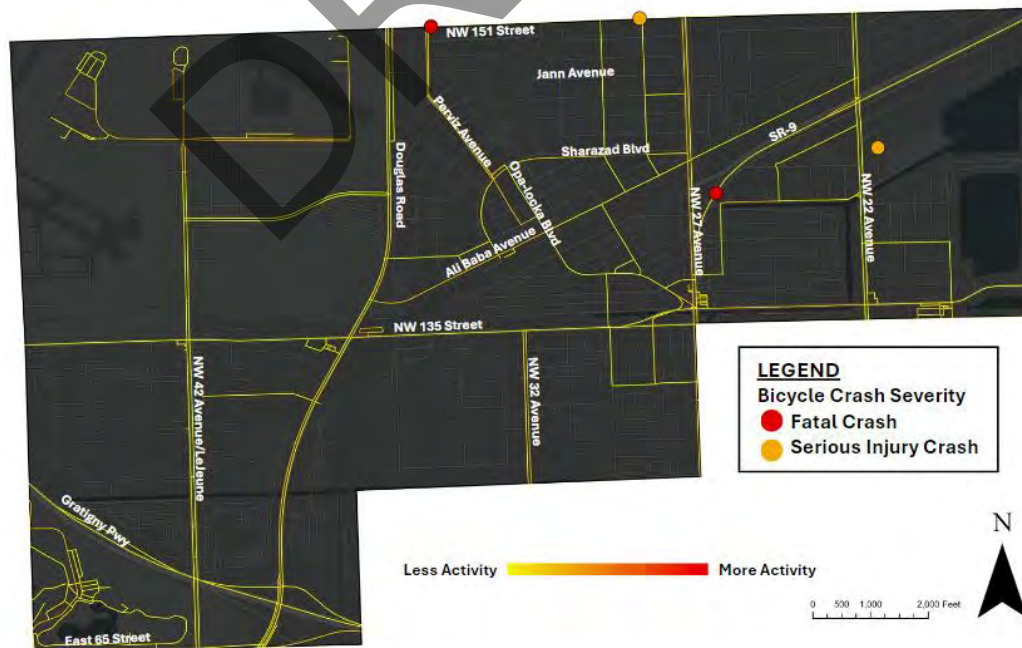 NW 151 Street
Jann Avenue
Perviz Avenue
Sharazad Blvd
SR-9
Douglas Road
Opa-locka Blvd
NW 27 Avenue
NW 22 Avenue
Ali Baba Avenue
NW 135 Street
NW 42 Avenue/LeJeune
NW 32 Avenue
LEGEND
Bicycle Crash Severity
Fatal Crash
Serious Injury Crash
Gratigny Pwy
N
Less Activity
More Activity
0 500 1,000 2,000 Feet
East 65 Street